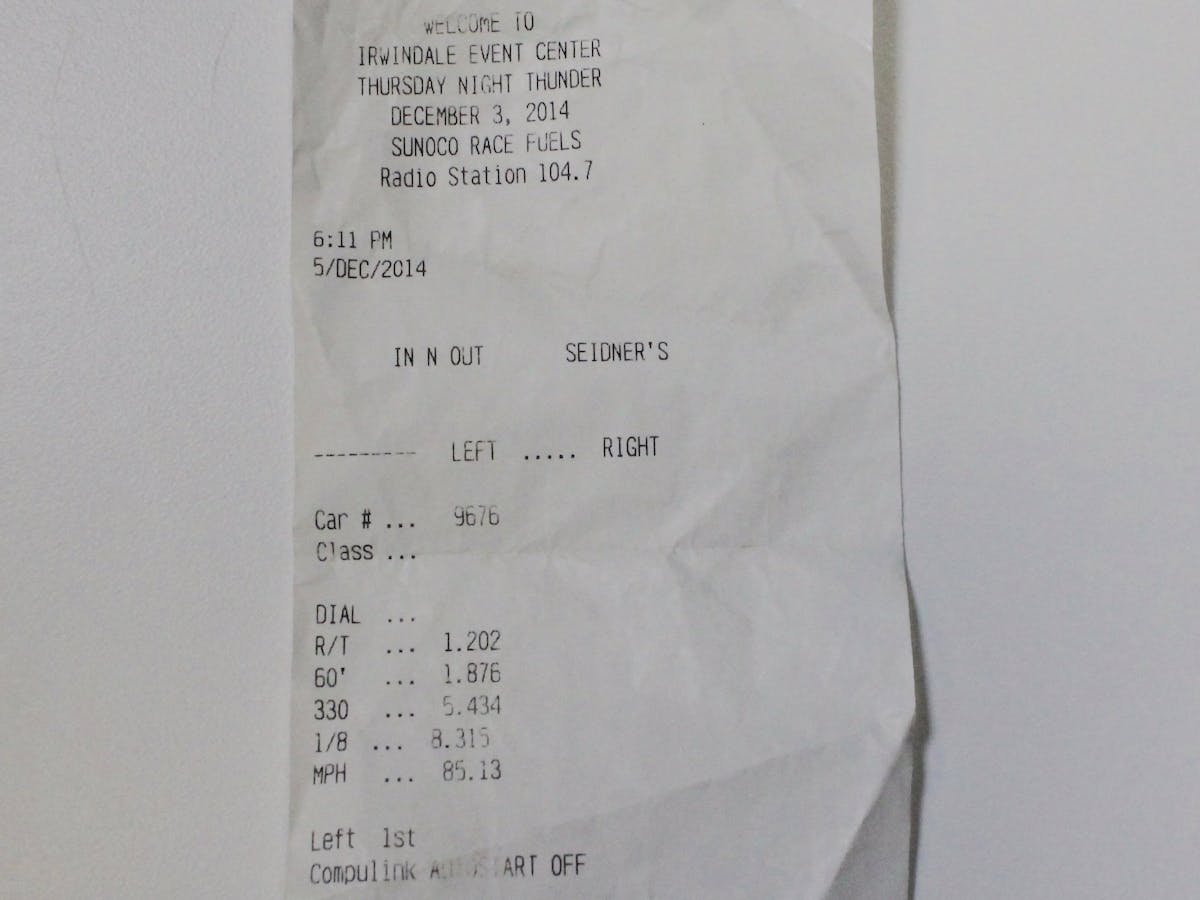 WELCOME TO
IRWINDALE EVENT CENTER
THURSDAY NIGHT THUNDER
DECEMBER 3, 2014
SUNOCO RACE FUELS
Radio Station 104.7
6:11 PM
5/DEC/2014
IN N OUT SEIDNER'S
--------- LEFT ..... RIGHT
Car # ... 9676
Class ...
DIAL ...
R/T ... 1.202
60' ... 1.876
330 ... 5.434
1/8 ... 8.315
MPH ... 85.13
Left 1st
Compulink AUTOSTART OFF